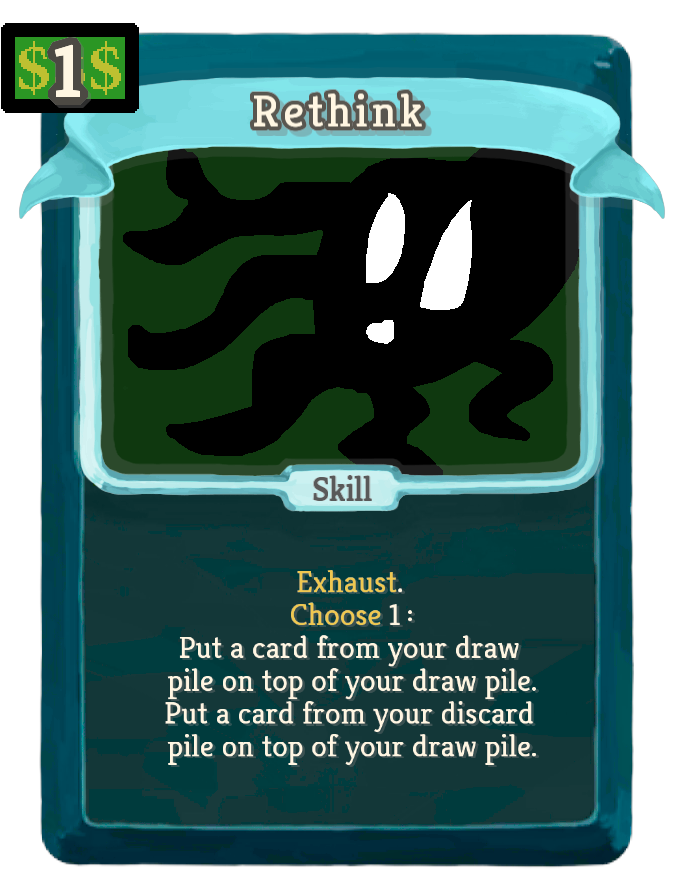 $1$
Rethink
Skill
Exhaust.
Choose 1:
Put a card from your draw
pile on top of your draw pile.
Put a card from your discard
pile on top of your draw pile.